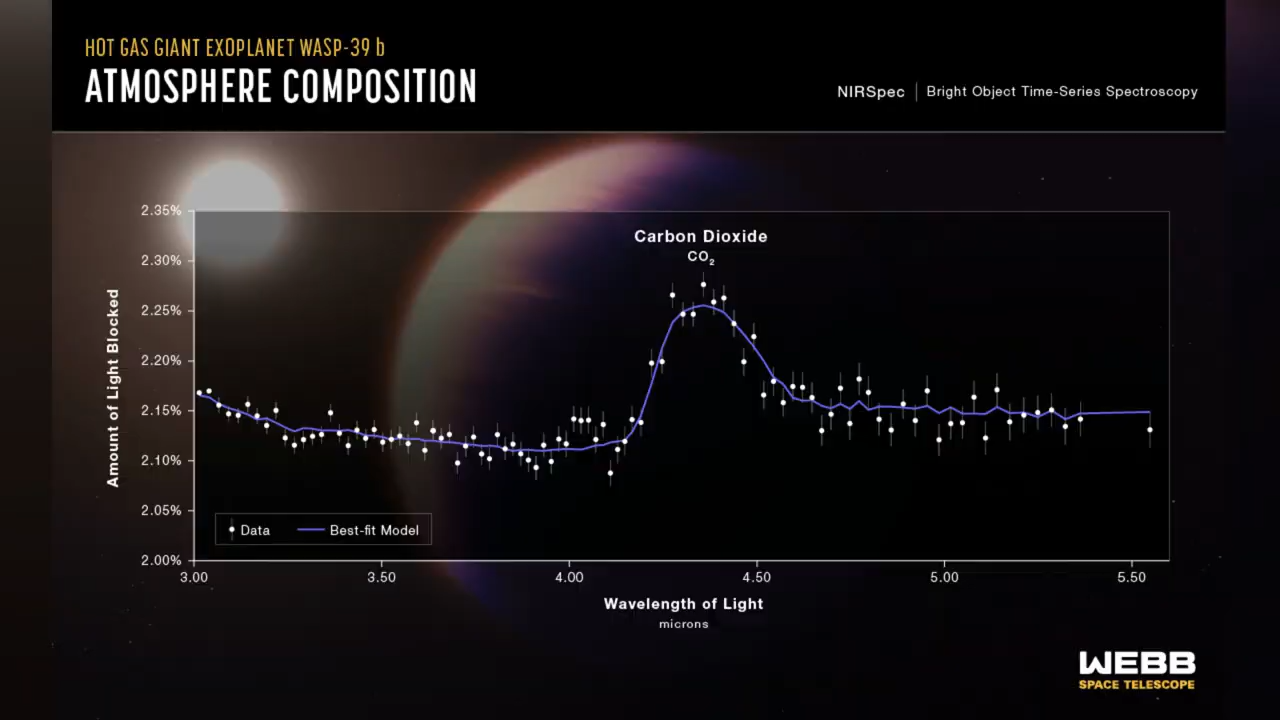 HOT GAS GIANT EXOPLANET WASP-39 b
ATMOSPHERE COMPOSITION
NIRSpec | Bright Object Time-Series Spectroscopy
Amount of Light Blocked
2.35%
2.30%
2.25%
2.20%
2.15%
2.10%
2.05%
2.00%
Carbon Dioxide
CO₂
Data
Best-fit Model
3.00
3.50
4.00
4.50
5.00
5.50
Wavelength of Light
microns
WEBB
SPACE TELESCOPE